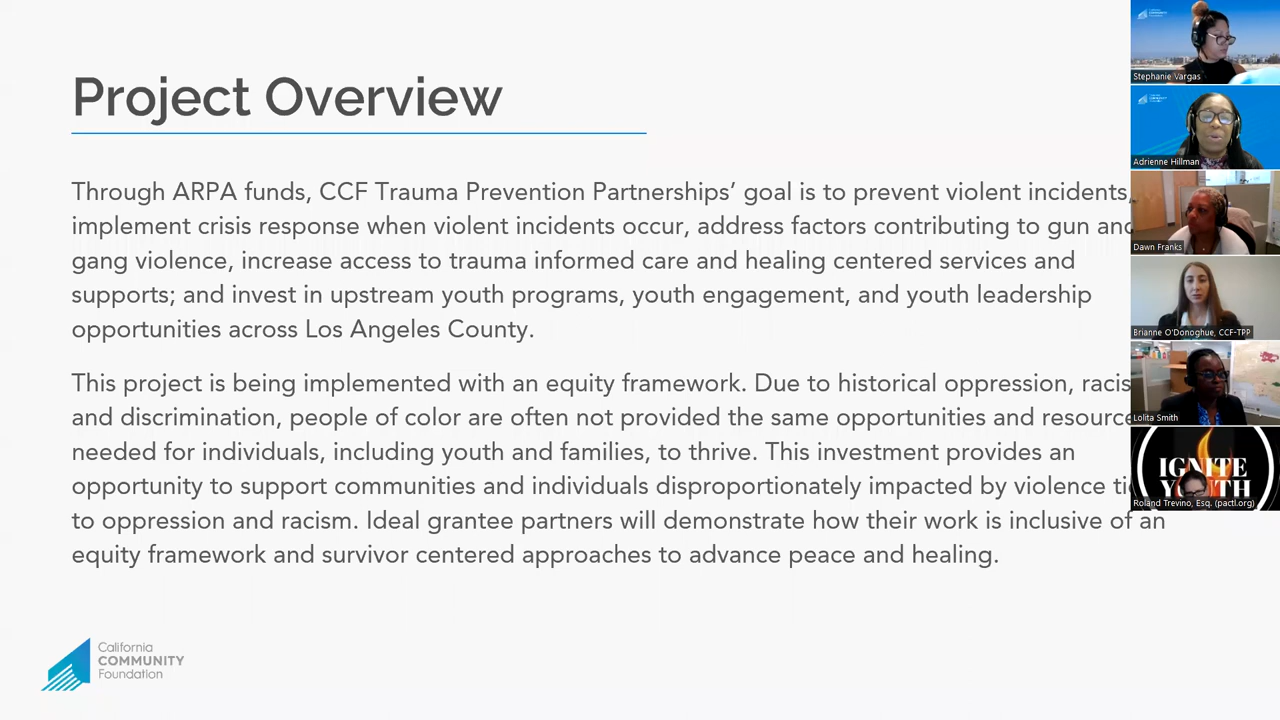 Project Overview
Through ARPA funds, CCF Trauma Prevention Partnerships’ goal is to prevent violent incidents,
implement crisis response when violent incidents occur, address factors contributing to gun and
gang violence, increase access to trauma informed care and healing centered services and
supports; and invest in upstream youth programs, youth engagement, and youth leadership
opportunities across Los Angeles County.
This project is being implemented with an equity framework. Due to historical oppression,
and discrimination, people of color are often not provided the same opportunities and
needed for individuals, including youth and families, to thrive. This investment provides an
opportunity to support communities and individuals disproportionately impacted by violence
to oppression and racism. Ideal grantee partners will demonstrate how their work is inclusive of an
equity framework and survivor centered approaches to advance peace and healing.
California
COMMUNITY
Foundation
California
COMMUNITY
Foundation
Stephanie Vargas
California
COMMUNITY
Foundation
Adrienne Hillman
Dawn Franks
Brianne O'Donoghue, CCF-TPP
Lolita Smith
IGNITE
YOUTH
Roland Trevino, Esq. (pactl.org)